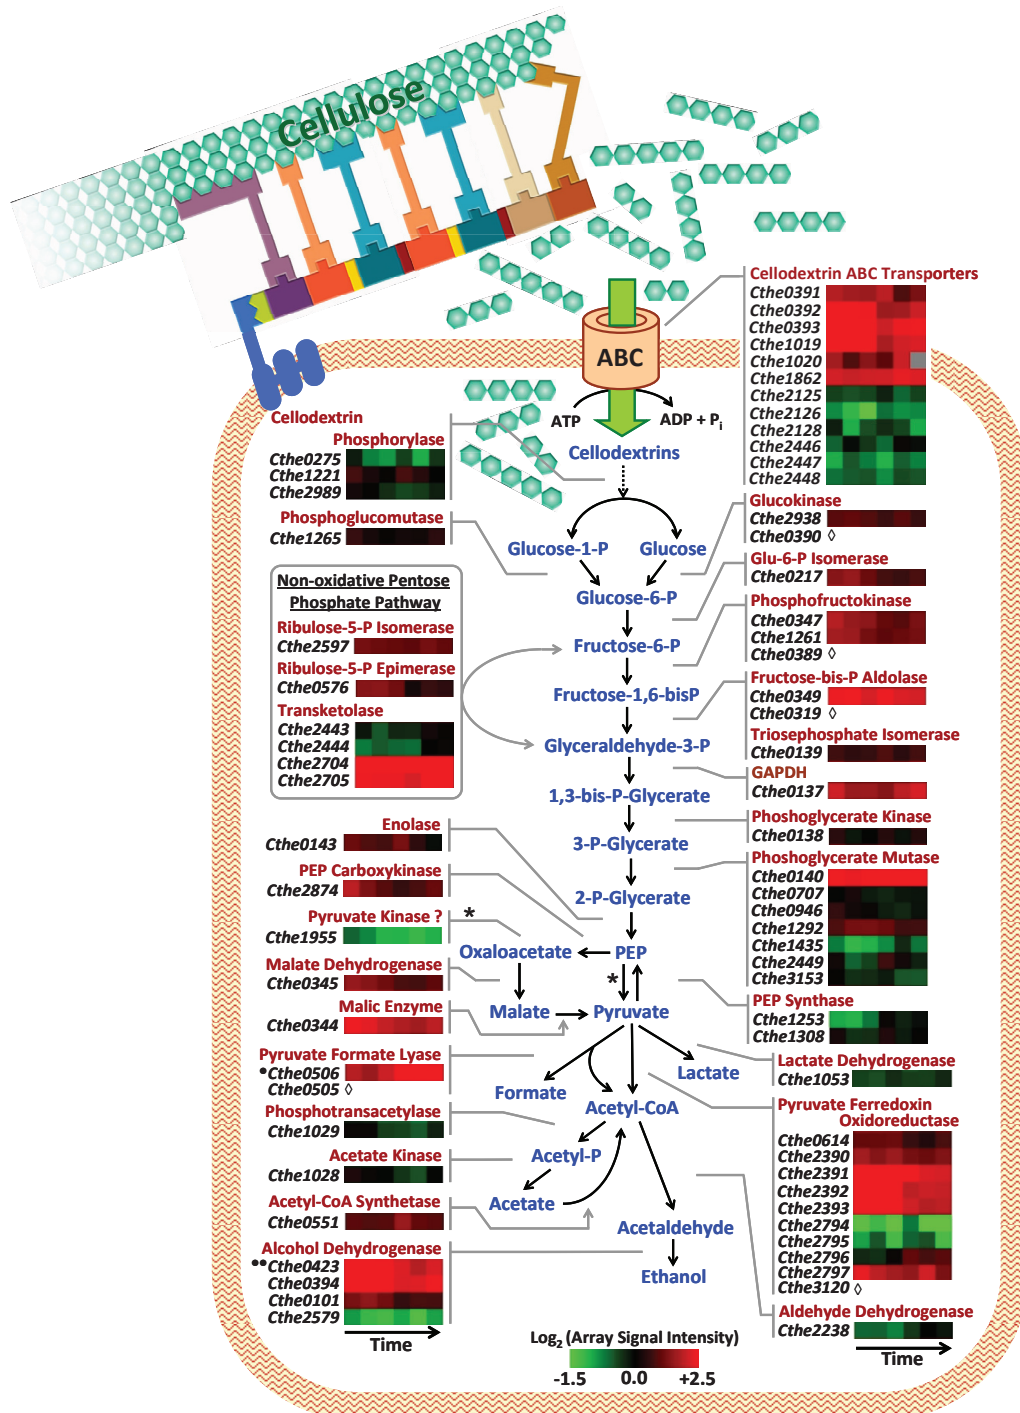 Cellulose
Cellodextrin ABC Transporters
Cthe0391
Cthe0392
Cthe0393
Cthe1019
Cthe1020
Cthe1862
Cthe2125
Cthe2126
Cthe2128
Cthe2446
Cthe2447
Cthe2448
ABC
ATP
ADP + Pi
Cellodextrins
Cellodextrin
Phosphorylase
Cthe0275
Cthe1221
Cthe2989
Phosphoglucomutase
Cthe1265
Glucose-1-P
Glucose
Glucose-6-P
Fructose-6-P
Fructose-1,6-bisP
Glyceraldehyde-3-P
1,3-bis-P-Glycerate
3-P-Glycerate
2-P-Glycerate
PEP
Oxaloacetate
*
*
Malate
Pyruvate
Formate
Lactate
Acetyl-CoA
Acetyl-P
Acetate
Acetaldehyde
Ethanol
Non-oxidative Pentose
Phosphate Pathway
Ribulose-5-P Isomerase
Cthe2597
Ribulose-5-P Epimerase
Cthe0576
Transketolase
Cthe2443
Cthe2444
Cthe2704
Cthe2705
Enolase
Cthe0143
PEP Carboxykinase
Cthe2874
Pyruvate Kinase ?
Cthe1955
Malate Dehydrogenase
Cthe0345
Malic Enzyme
Cthe0344
Pyruvate Formate Lyase
•Cthe0506
Cthe0505 ◊
Phosphotransacetylase
Cthe1029
Acetate Kinase
Cthe1028
Acetyl-CoA Synthetase
Cthe0551
Alcohol Dehydrogenase
••Cthe0423
Cthe0394
Cthe0101
Cthe2579
Time
Glucokinase
Cthe2938
Cthe0390 ◊
Glu-6-P Isomerase
Cthe0217
Phosphofructokinase
Cthe0347
Cthe1261
Cthe0389 ◊
Fructose-bis-P Aldolase
Cthe0349
Cthe0319 ◊
Triosephosphate Isomerase
Cthe0139
GAPDH
Cthe0137
Phoshoglycerate Kinase
Cthe0138
Phoshoglycerate Mutase
Cthe0140
Cthe0707
Cthe0946
Cthe1292
Cthe1435
Cthe2449
Cthe3153
PEP Synthase
Cthe1253
Cthe1308
Lactate Dehydrogenase
Cthe1053
Pyruvate Ferredoxin
Oxidoreductase
Cthe0614
Cthe2390
Cthe2391
Cthe2392
Cthe2393
Cthe2794
Cthe2795
Cthe2796
Cthe2797
Cthe3120 ◊
Aldehyde Dehydrogenase
Cthe2238
Time
Log2 (Array Signal Intensity)
-1.5 0.0 +2.5